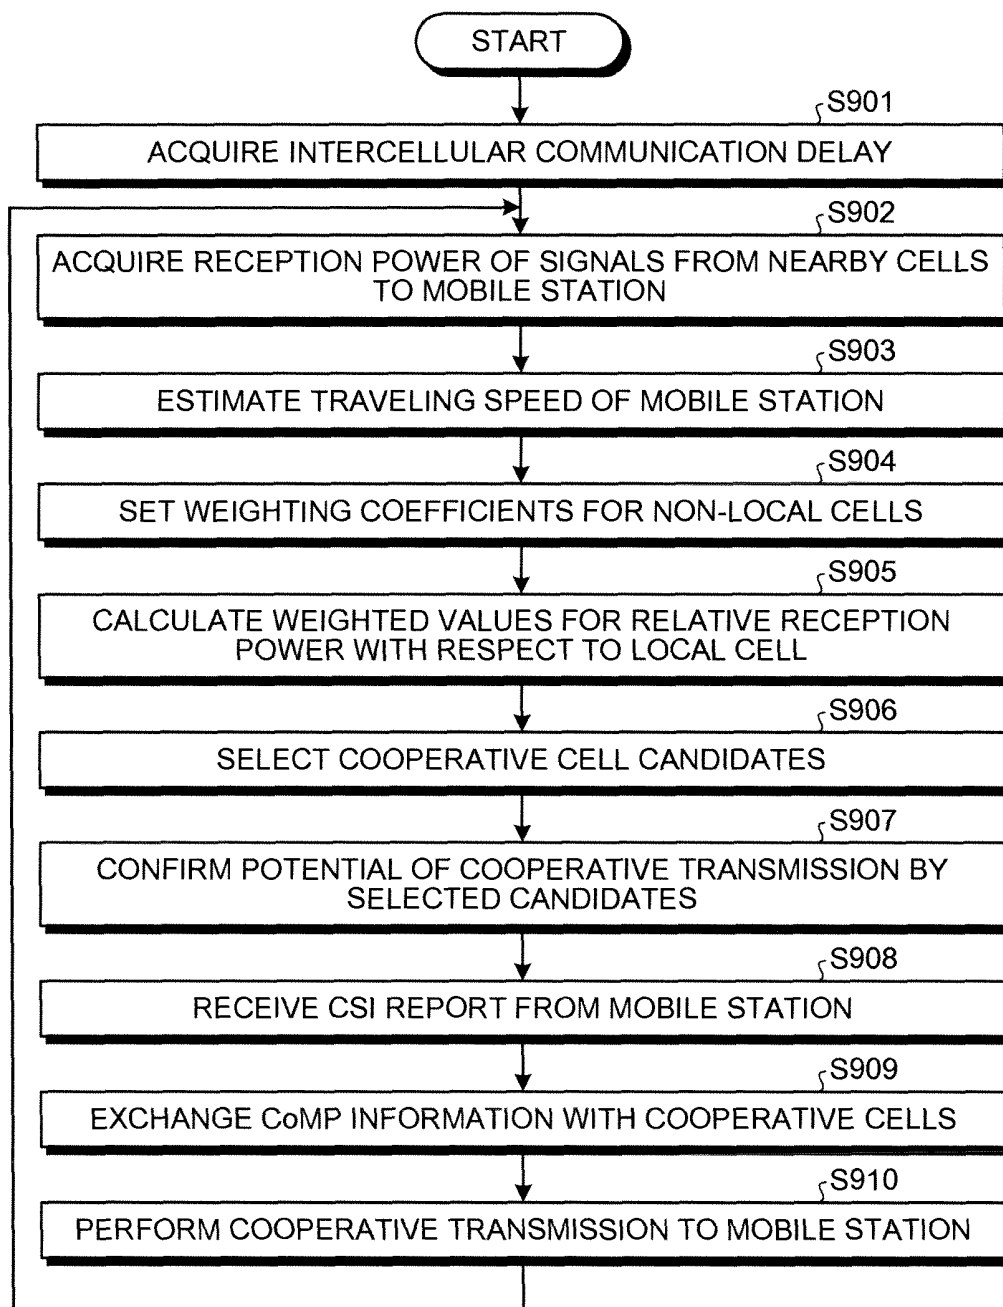 START
S901
ACQUIRE INTERCELLULAR COMMUNICATION DELAY
S902
ACQUIRE RECEPTION POWER OF SIGNALS FROM NEARBY CELLS
TO MOBILE STATION
S903
ESTIMATE TRAVELING SPEED OF MOBILE STATION
S904
SET WEIGHTING COEFFICIENTS FOR NON-LOCAL CELLS
S905
CALCULATE WEIGHTED VALUES FOR RELATIVE RECEPTION
POWER WITH RESPECT TO LOCAL CELL
S906
SELECT COOPERATIVE CELL CANDIDATES
S907
CONFIRM POTENTIAL OF COOPERATIVE TRANSMISSION BY
SELECTED CANDIDATES
S908
RECEIVE CSI REPORT FROM MOBILE STATION
S909
EXCHANGE CoMP INFORMATION WITH COOPERATIVE CELLS
S910
PERFORM COOPERATIVE TRANSMISSION TO MOBILE STATION